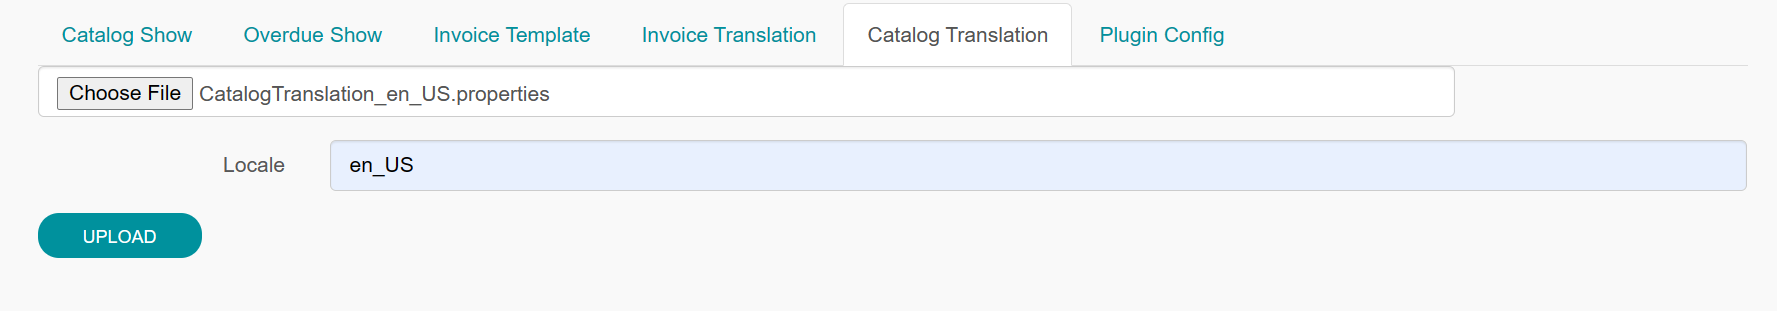 Catalog Show Overdue Show Invoice Template Invoice Translation Catalog Translation Plugin Config
Choose File CatalogTranslation_en_US.properties
Locale en_US
UPLOAD